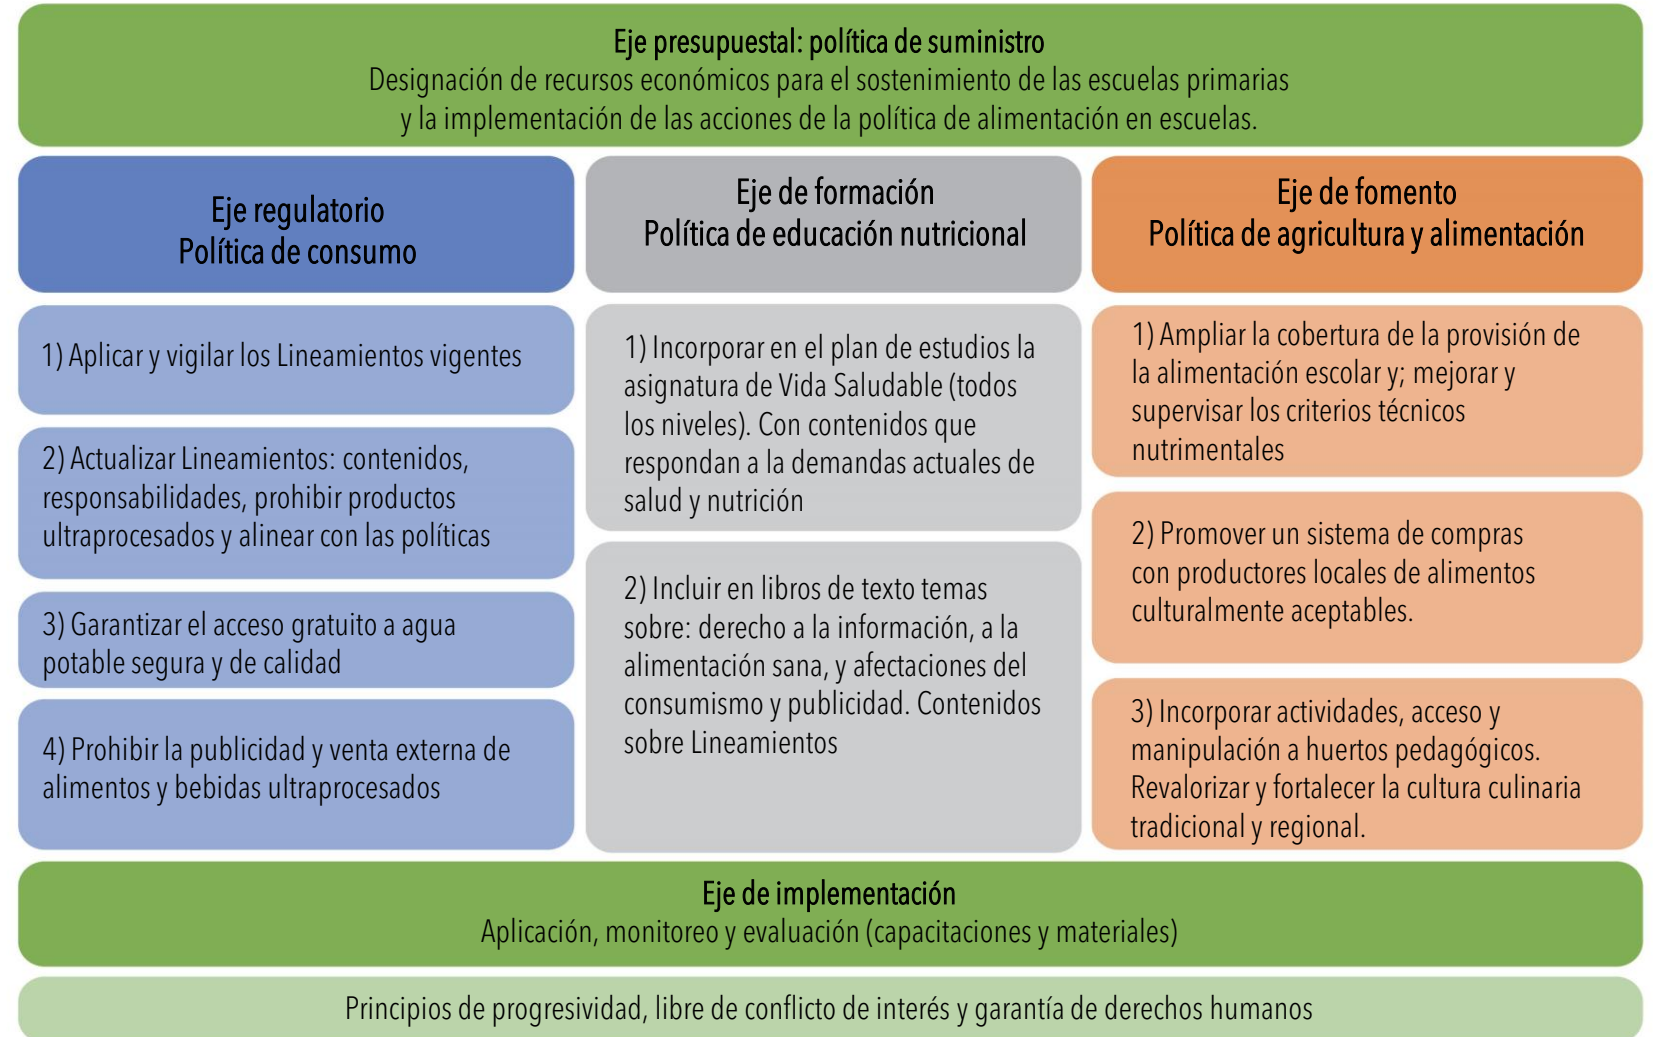 Eje presupuestal: política de suministro
Designación de recursos económicos para el sostenimiento de las escuelas primarias
y la implementación de las acciones de la política de alimentación en escuelas.
Eje regulatorio
Política de consumo
1) Aplicar y vigilar los Lineamientos vigentes
2) Actualizar Lineamientos: contenidos,
responsabilidades, prohibir productos
ultraprocesados y alinear con las políticas
3) Garantizar el acceso gratuito a agua
potable segura y de calidad
4) Prohibir la publicidad y venta externa de
alimentos y bebidas ultraprocesados
Eje de formación
Política de educación nutricional
1) Incorporar en el plan de estudios la
asignatura de Vida Saludable (todos
los niveles). Con contenidos que
respondan a la demandas actuales de
salud y nutrición
2) Incluir en libros de texto temas
sobre: derecho a la información, a la
alimentación sana, y afectaciones del
consumismo y publicidad. Contenidos
sobre Lineamientos
Eje de fomento
Política de agricultura y alimentación
1) Ampliar la cobertura de la provisión de
la alimentación escolar y; mejorar y
supervisar los criterios técnicos
nutrimentales
2) Promover un sistema de compras
con productores locales de alimentos
culturalmente aceptables.
3) Incorporar actividades, acceso y
manipulación a huertos pedagógicos.
Revalorizar y fortalecer la cultura culinaria
tradicional y regional.
Eje de implementación
Aplicación, monitoreo y evaluación (capacitaciones y materiales)
Principios de progresividad, libre de conflicto de interés y garantía de derechos humanos